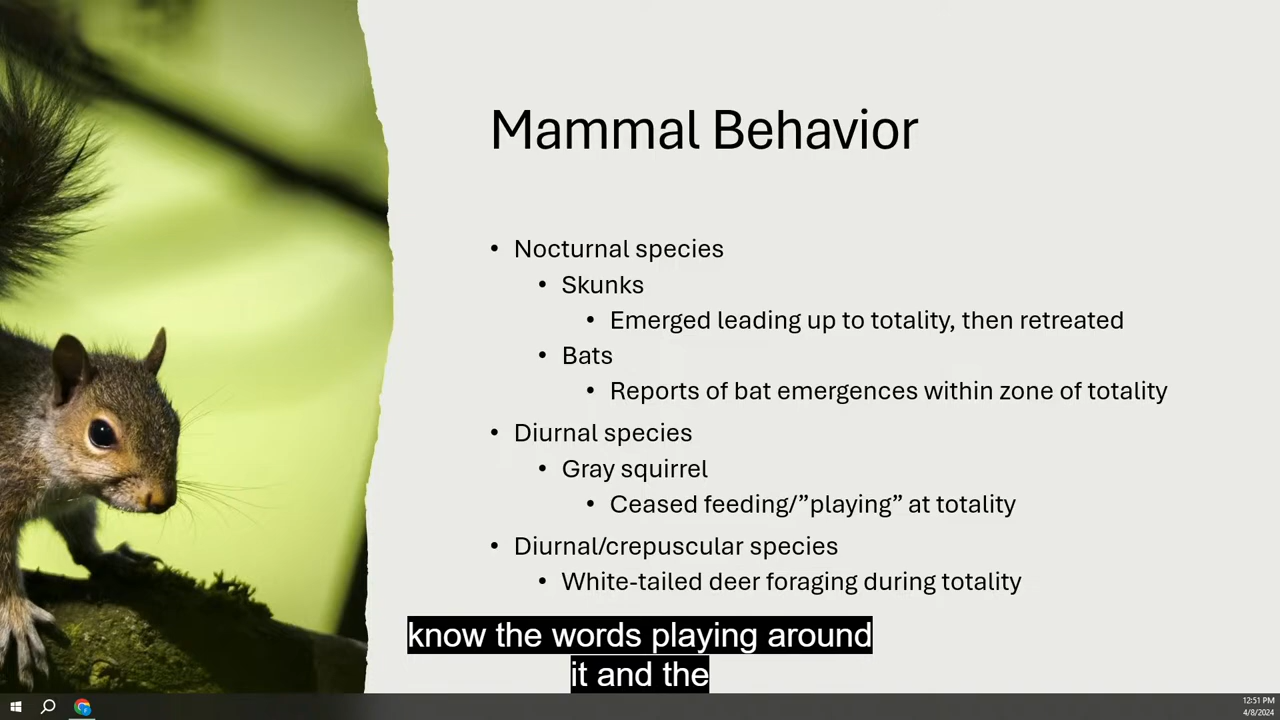 Mammal Behavior
• Nocturnal species
• Skunks
• Emerged leading up to totality, then retreated
• Bats
• Reports of bat emergences within zone of totality
• Diurnal species
• Gray squirrel
• Ceased feeding/”playing” at totality
• Diurnal/crepuscular species
• White-tailed deer foraging during totality
know the words playing around
it and the
12:51 PM
4/8/2024